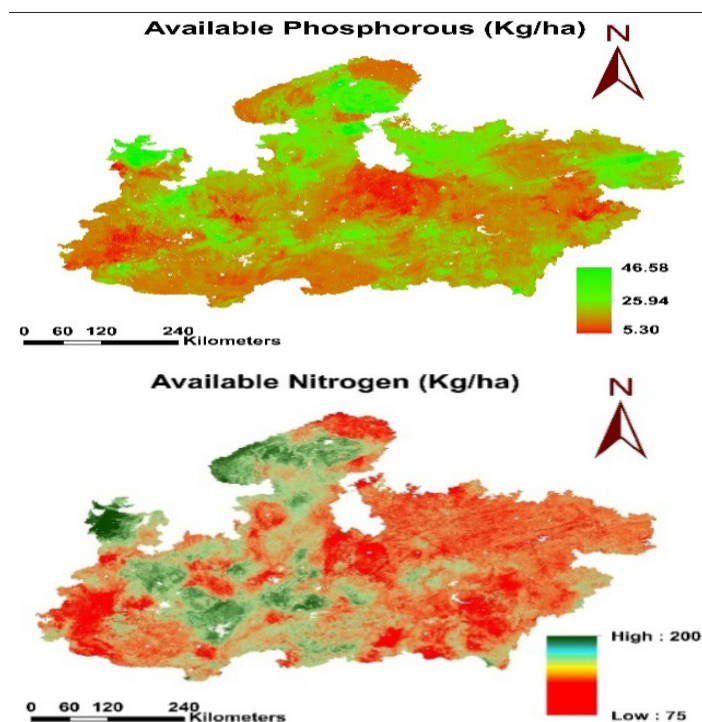 Available Phosphorous (Kg/ha)
N
46.58
25.94
5.30
0 60 120 240
Kilometers
Available Nitrogen (Kg/ha)
N
High : 200
Low : 75
0 60 120 240
Kilometers